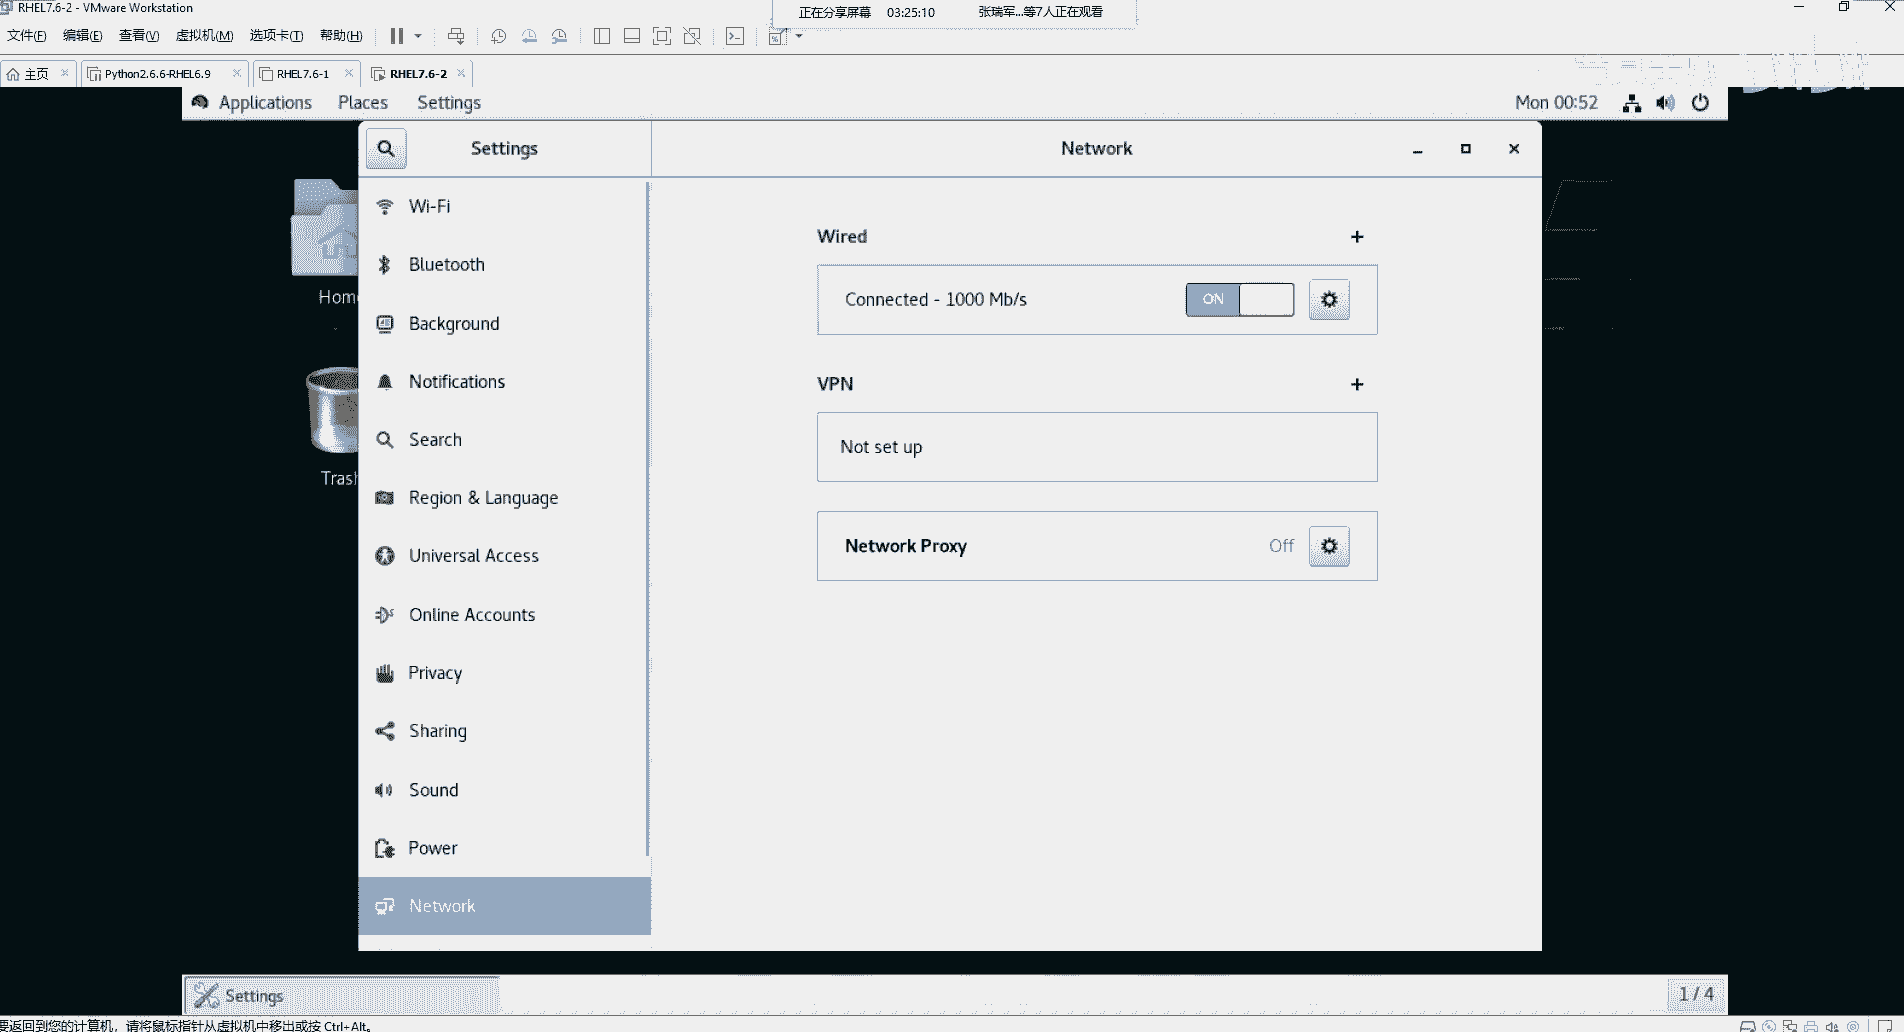 RHEL7.6-2 - VMware Workstation
正在分享屏幕 03:25:10 张瑞军...等7人正在观看
文件(F) 编辑(E) 查看(V) 虚拟机(M) 选项卡(T) 帮助(H)
主页 Python2.6.6-RHEL6.9 RHEL7.6-1 RHEL7.6-2
Applications Places Settings Mon 00:52
Settings Network
Wi-Fi
Wired
Bluetooth
Connected - 1000 Mb/s ON
Home
Background
Notifications
VPN
Search
Not set up
Trash
Region & Language
Universal Access
Network Proxy Off
Online Accounts
Privacy
Sharing
Sound
Power
Network
Settings 1 / 4
要返回到您的计算机，请将鼠标指针从虚拟机中移出或按 Ctrl+Alt。